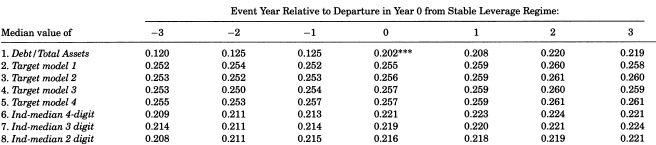 Event Year Relative to Departure in Year 0 from Stable Leverage Regime:
Median value of −3 −2 −1 0 1 2 3
1. Debt/Total Assets 0.120 0.125 0.125 0.202*** 0.208 0.220 0.219
2. Target model 1 0.252 0.254 0.252 0.255 0.259 0.260 0.258
3. Target model 2 0.253 0.252 0.253 0.256 0.259 0.261 0.260
4. Target model 3 0.253 0.250 0.254 0.257 0.259 0.260 0.259
5. Target model 4 0.255 0.253 0.257 0.257 0.259 0.261 0.261
6. Ind-median 4-digit 0.209 0.211 0.213 0.221 0.223 0.224 0.221
7. Ind-median 3 digit 0.214 0.211 0.214 0.219 0.220 0.221 0.224
8. Ind-median 2 digit 0.208 0.211 0.215 0.216 0.218 0.219 0.221